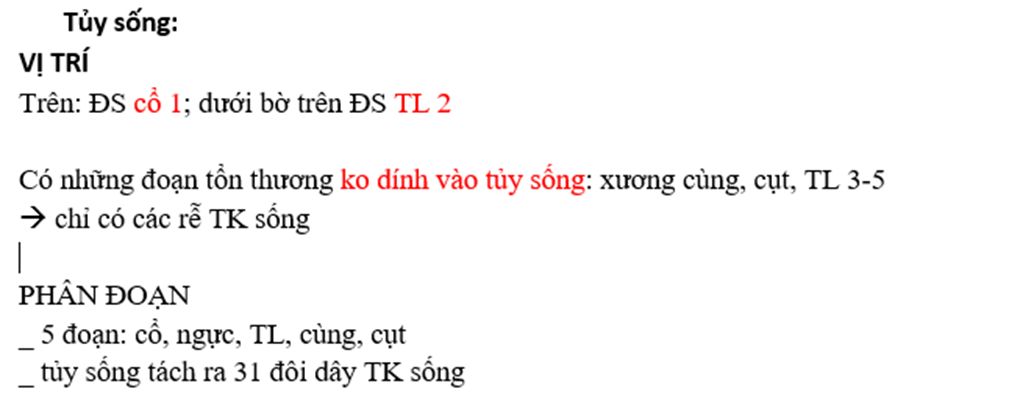 Tủy sống:
VỊ TRÍ
Trên: ĐS cổ 1; dưới bờ trên ĐS TL 2
Có những đoạn tổn thương ko dính vào tủy sống: xương cùng, cụt, TL 3-5
→ chỉ có các rễ TK sống
PHÂN ĐOẠN
_ 5 đoạn: cổ, ngực, TL, cùng, cụt
_ tủy sống tách ra 31 đôi dây TK sống